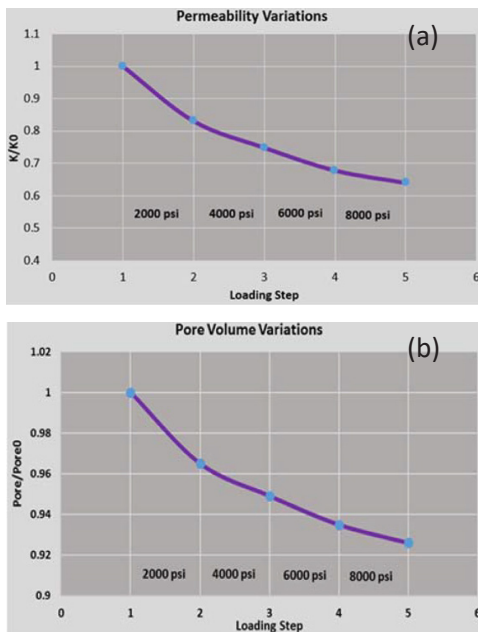 Permeability Variations
(a)
1.1
1
0.9
0.8
0.7
0.6
0.5
0.4
K/K0
2000 psi 4000 psi 6000 psi 8000 psi
0 1 2 3 4 5 6
Loading Step
Pore Volume Variations
(b)
1.02
1
0.98
0.96
0.94
0.92
0.9
Pore/Pore0
2000 psi 4000 psi 6000 psi 8000 psi
0 1 2 3 4 5 6
Loading Step